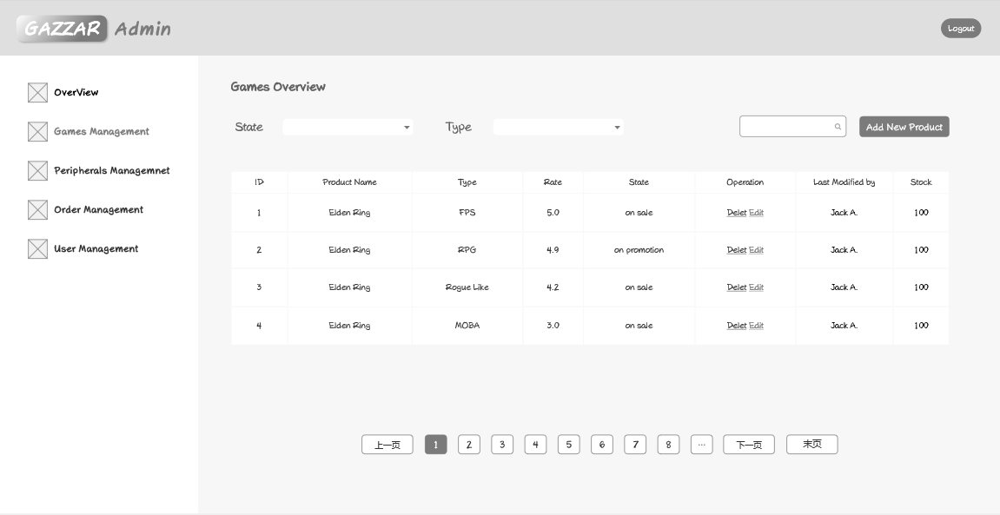 GAZZAR Admin
Logout
OverView
Games Management
Peripherals Managemnet
Order Management
User Management
Games Overview
State Type Add New Product
ID Product Name Type Rate State Operation Last Modified by Stock
1 Elden Ring FPS 5.0 on sale Delet Edit Jack A. 100
2 Elden Ring RPG 4.9 on promotion Delet Edit Jack A. 100
3 Elden Ring Rogue Like 4.2 on sale Delet Edit Jack A. 100
4 Elden Ring MOBA 3.0 on sale Delet Edit Jack A. 100
上一页 1 2 3 4 5 6 7 8 ... 下一页 末页